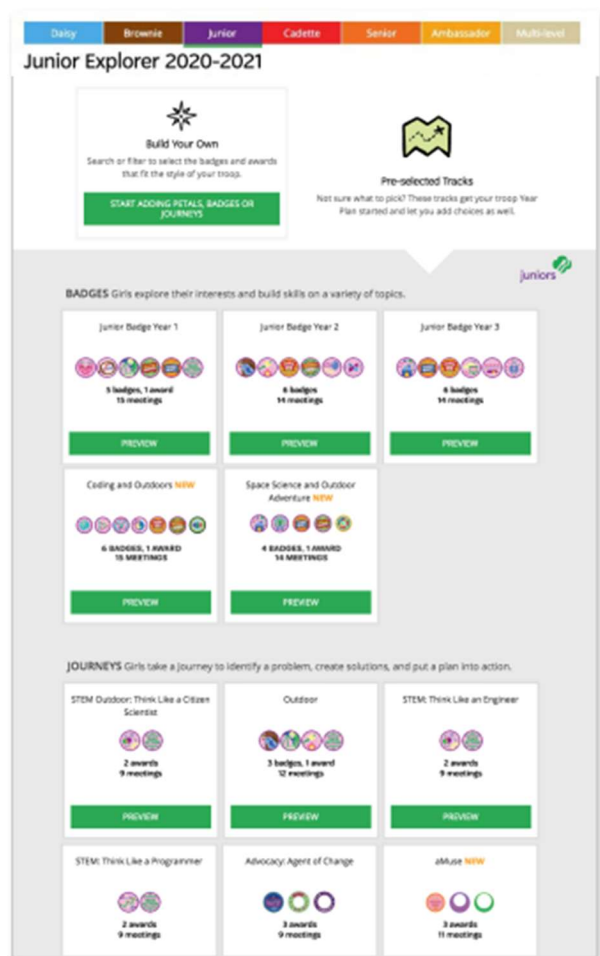 Daisy Brownie Junior Cadette Senior Ambassador Multi-level
Junior Explorer 2020-2021
Build Your Own
Search or filter to select the badges and awards
that fit the style of your troop.
START ADDING PETALS, BADGES OR
JOURNEYS
Pre-selected Tracks
Not sure what to pick? These tracks get your troop Year
Plan started and let you add choices as well.
juniors
BADGES Girls explore their interests and build skills on a variety of topics.
Junior Badge Year 1
5 badges, 1 award
15 meetings
PREVIEW
Junior Badge Year 2
6 badges
14 meetings
PREVIEW
Junior Badge Year 3
6 badges
14 meetings
PREVIEW
Coding and Outdoors NEW
6 BADGES, 1 AWARD
15 MEETINGS
PREVIEW
Space Science and Outdoor
Adventure NEW
4 BADGES, 1 AWARD
14 MEETINGS
PREVIEW
JOURNEYS Girls take a Journey to identify a problem, create solutions, and put a plan into action.
STEM Outdoor: Think Like a Citizen
Scientist
2 awards
9 meetings
PREVIEW
Outdoor
3 badges, 1 award
12 meetings
PREVIEW
STEM: Think Like an Engineer
2 awards
9 meetings
PREVIEW
STEM: Think Like a Programmer
2 awards
9 meetings
Advocacy: Agent of Change
3 awards
9 meetings
aMuse NEW
3 awards
11 meetings